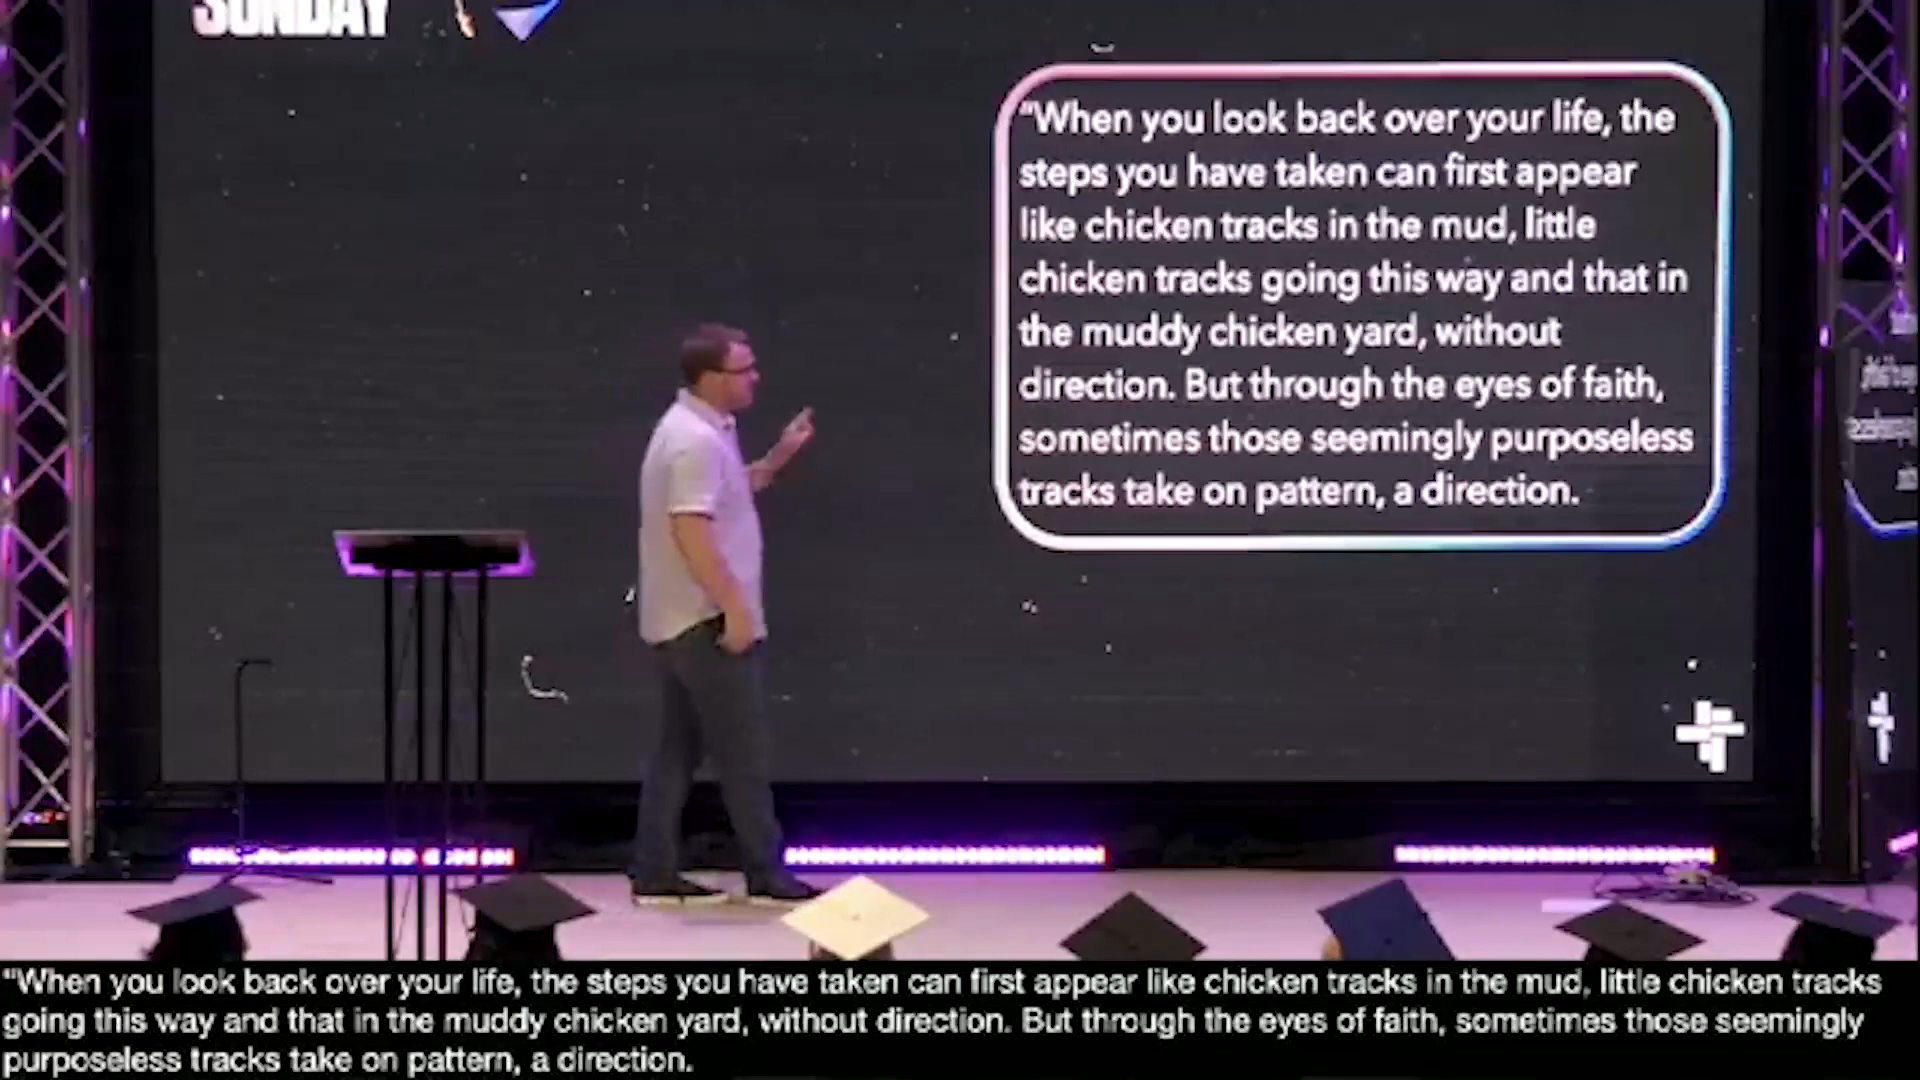 SUNDAY
“When you look back over your life, the
steps you have taken can first appear
like chicken tracks in the mud, little
chicken tracks going this way and that in
the muddy chicken yard, without
direction. But through the eyes of faith,
sometimes those seemingly purposeless
tracks take on pattern, a direction.
“When you look back over your life, the steps you have taken can first appear like chicken tracks in the mud, little chicken tracks
going this way and that in the muddy chicken yard, without direction. But through the eyes of faith, sometimes those seemingly
purposeless tracks take on pattern, a direction.